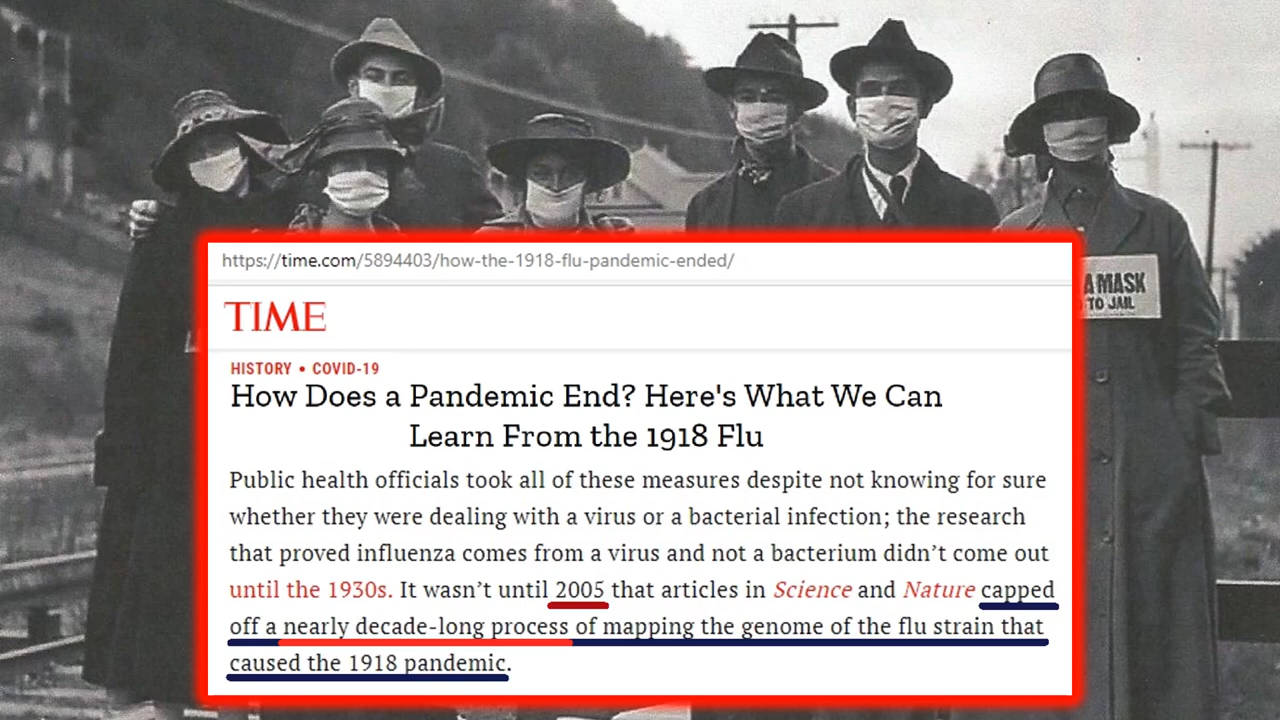 https://time.com/5894403/how-the-1918-flu-pandemic-ended/
A MASK
TO JAIL
TIME
HISTORY • COVID-19
How Does a Pandemic End? Here's What We Can
Learn From the 1918 Flu
Public health officials took all of these measures despite not knowing for sure
whether they were dealing with a virus or a bacterial infection; the research
that proved influenza comes from a virus and not a bacterium didn’t come out
until the 1930s. It wasn’t until 2005 that articles in Science and Nature capped
off a nearly decade-long process of mapping the genome of the flu strain that
caused the 1918 pandemic.